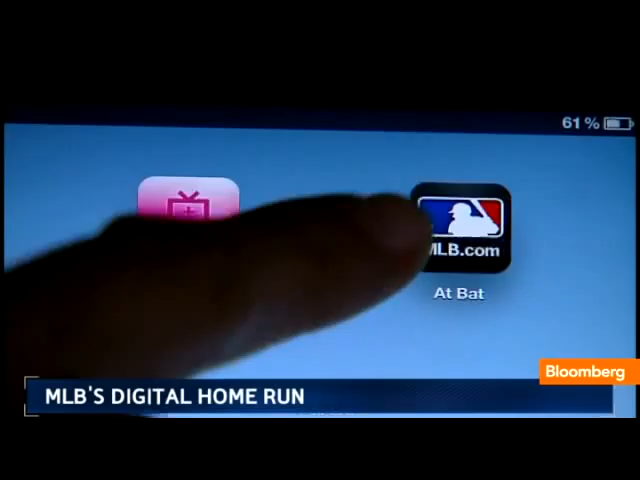 61%
MLB.com
At Bat
Bloomberg
MLB'S DIGITAL HOME RUN